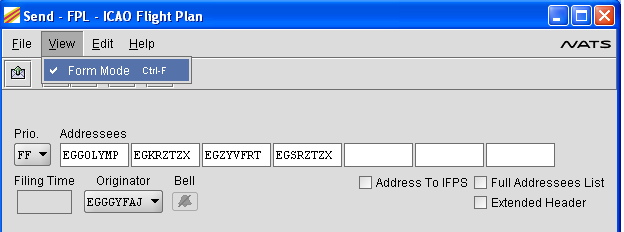 Send - FPL - ICAO Flight Plan
File View Edit Help NATS
Form Mode Ctrl-F
Prio. Addressees
FF EGGOLYMP EGKRZTZX EGZYVFRT EGSRZTZX
Filing Time Originator Bell Address To IFPS Full Addressees List
EGGGYFAJ Extended Header